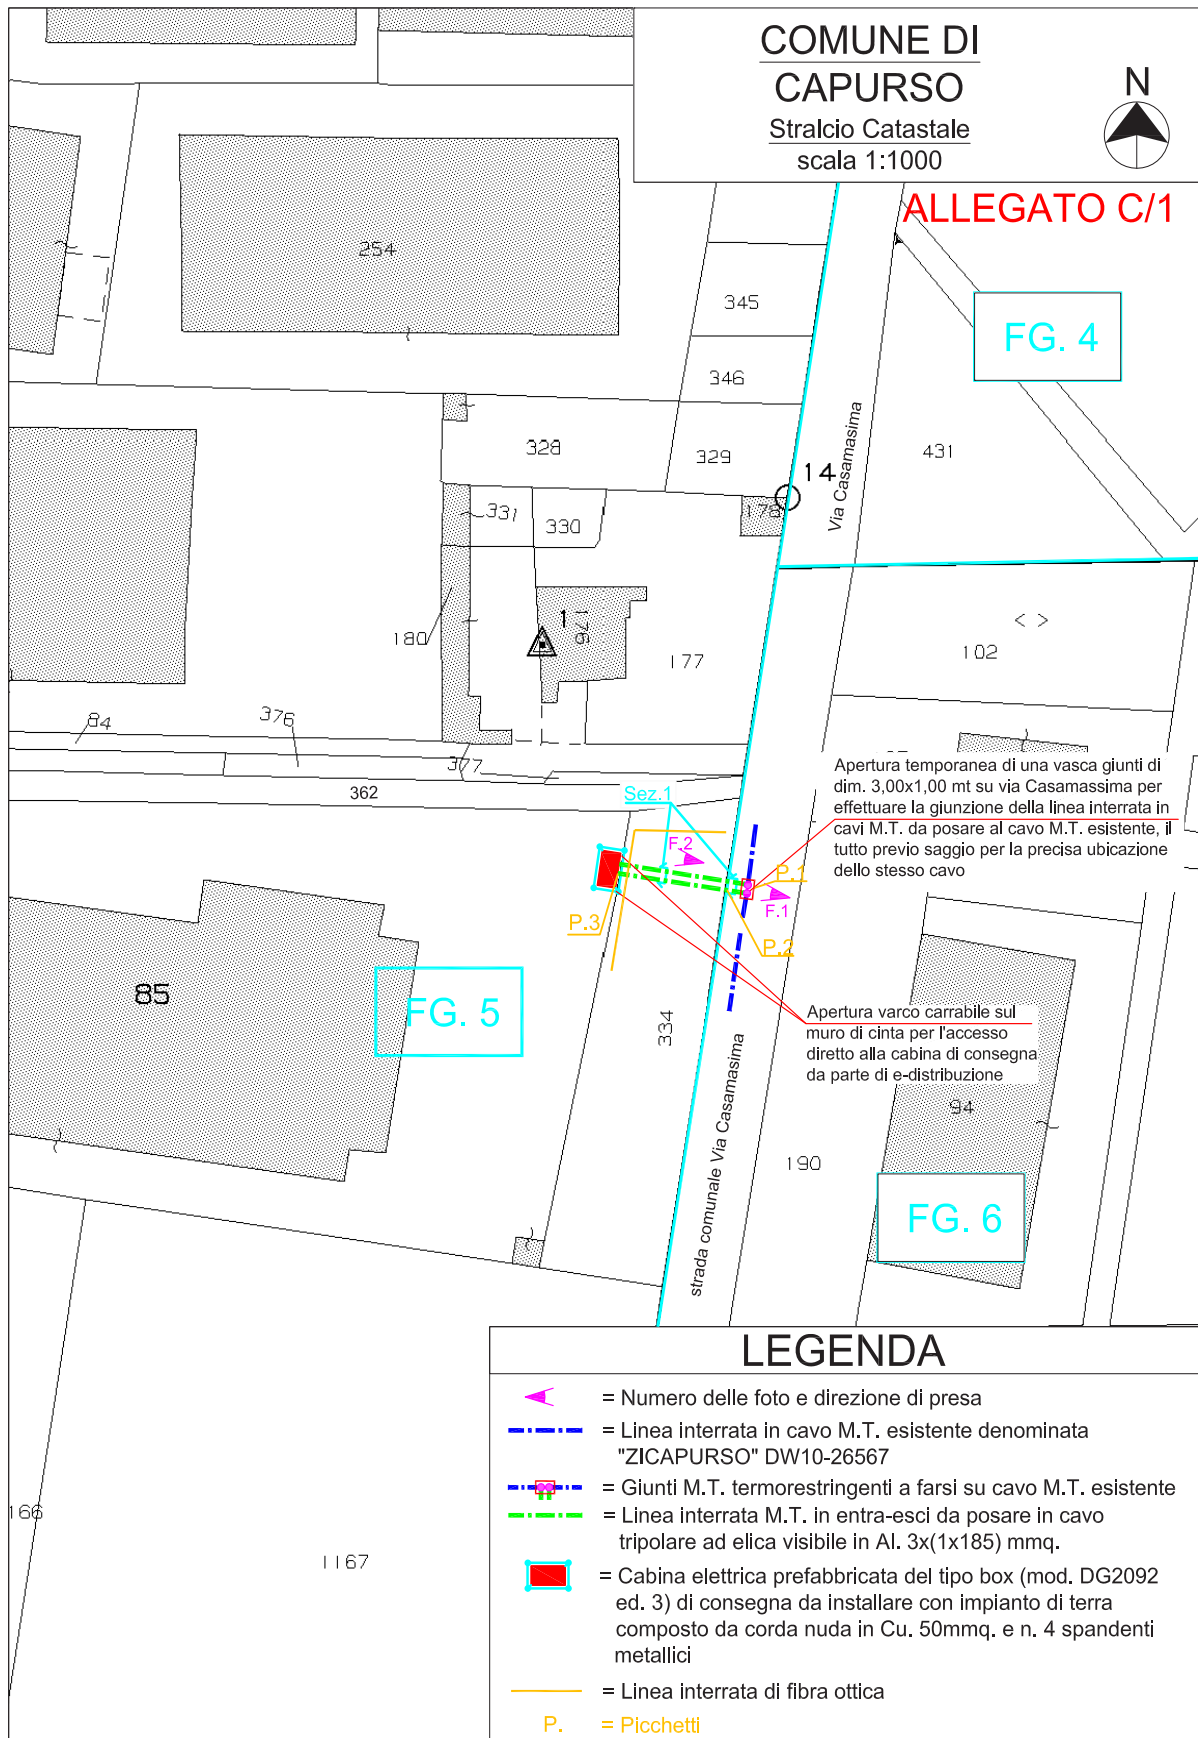 COMUNE DI
CAPURSO
Stralcio Catastale
scala 1:1000
N
ALLEGATO C/1
254
345
FG. 4
346
328
329
431
14
Via Casamasima
331
330
178
1
176
180
177
102
84
376
377
362
Sez.1
F.2
P.1
F.1
P.3
P.2
Apertura temporanea di una vasca giunti di
dim. 3,00x1,00 mt su via Casamassima per
effettuare la giunzione della linea interrata in
cavi M.T. da posare al cavo M.T. esistente, il
tutto previo saggio per la precisa ubicazione
dello stesso cavo
85
FG. 5
334
Apertura varco carrabile sul
muro di cinta per l'accesso
diretto alla cabina di consegna
da parte di e-distribuzione
94
190
strada comunale Via Casamasima
FG. 6
166
1167
LEGENDA
= Numero delle foto e direzione di presa
= Linea interrata in cavo M.T. esistente denominata
"ZICAPURSO" DW10-26567
= Giunti M.T. termorestringenti a farsi su cavo M.T. esistente
= Linea interrata M.T. in entra-esci da posare in cavo
tripolare ad elica visibile in Al. 3x(1x185) mmq.
= Cabina elettrica prefabbricata del tipo box (mod. DG2092
ed. 3) di consegna da installare con impianto di terra
composto da corda nuda in Cu. 50mmq. e n. 4 spandenti
metallici
= Linea interrata di fibra ottica
P. = Picchetti